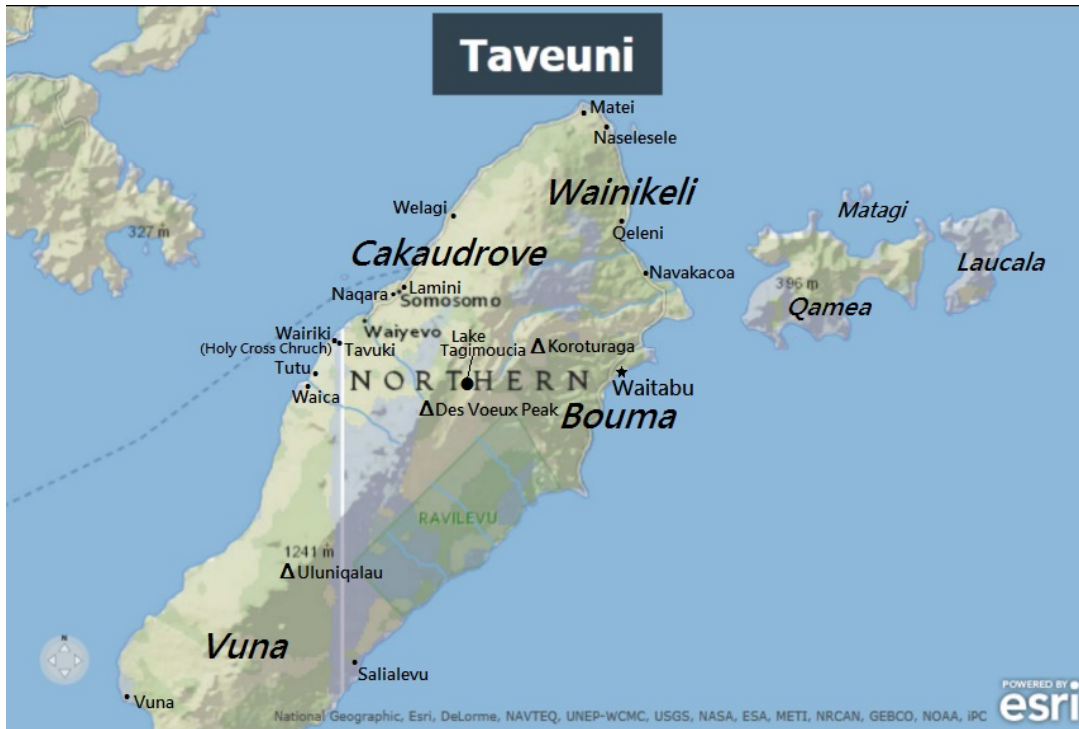 Taveuni
Matei
Naselesele
Wainikeli
Welagi
Matagi
Qeleni
327 m
Cakaudrove
Laucala
Navakacoa
396 m
Lamini
Naqara
Somosomo
Qamea
Wairiki
Waiyevo
(Holy Cross Chruch)
Tavuki
Lake
Tagimoucia
Koroturaga
Tutu
NORTHERN
Waitabu
Waica
Des Voeux Peak
Bouma
RAVILEVU
1241 m
Uluniqalau
Vuna
N
Salialevu
Vuna
POWERED BY
esri
National Geographic, Esri, DeLorme, NAVTEQ, UNEP-WCMC, USGS, NASA, ESA, METI, NRCAN, GEBCO, NOAA, iPC